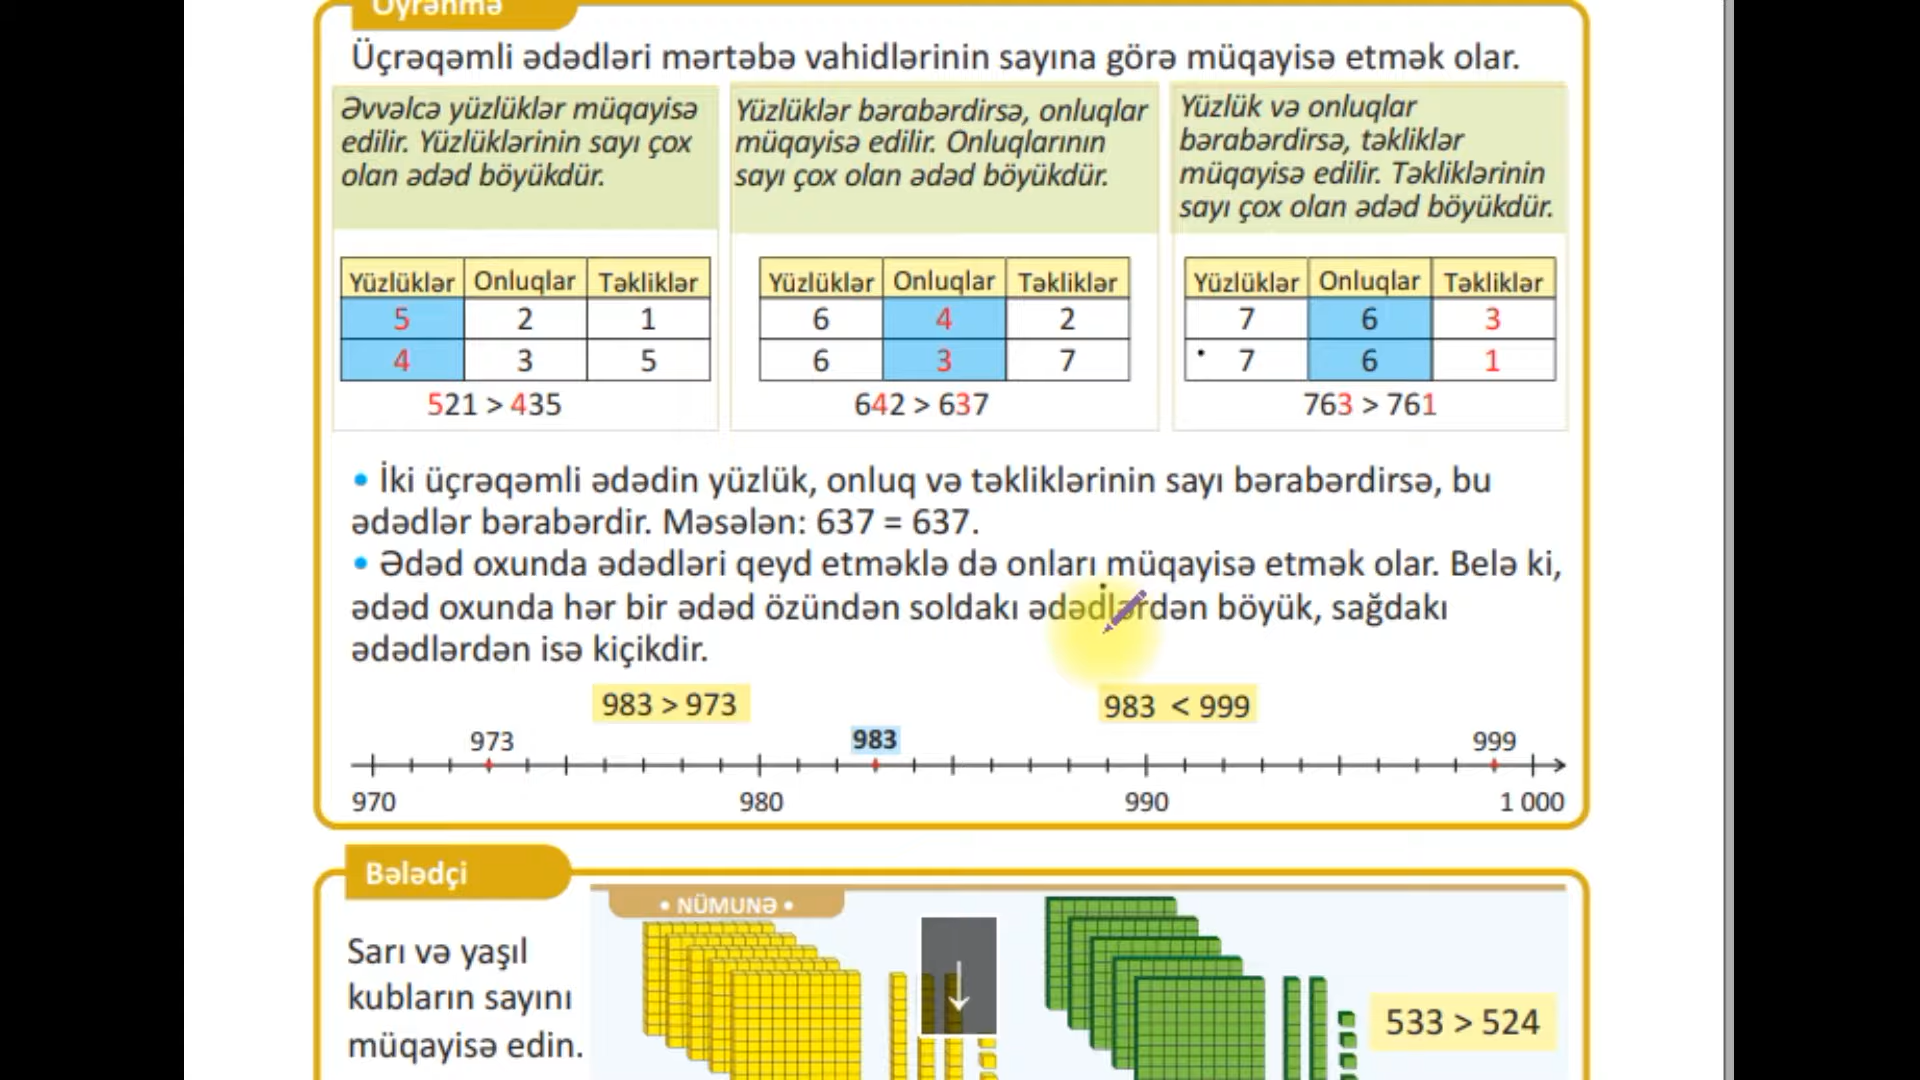 Öyrənmə
Üçrəqəmli ədədləri mərtəbə vahidlərinin sayına görə müqayisə etmək olar.
Əvvəlcə yüzlüklər müqayisə
edilir. Yüzlüklərinin sayı çox
olan ədəd böyükdür.
Yüzlüklər Onluqlar Təkliklər
5 2 1
4 3 5
521 > 435
Yüzlüklər bərabərdirsə, onluqlar
müqayisə edilir. Onluqlarının
sayı çox olan ədəd böyükdür.
Yüzlüklər Onluqlar Təkliklər
6 4 2
6 3 7
642 > 637
Yüzlük və onluqlar
bərabərdirsə, təkliklər
müqayisə edilir. Təkliklərinin
sayı çox olan ədəd böyükdür.
Yüzlüklər Onluqlar Təkliklər
7 6 3
7 6 1
763 > 761
• İki üçrəqəmli ədədin yüzlük, onluq və təkliklərinin sayı bərabərdirsə, bu
ədədlər bərabərdir. Məsələn: 637 = 637.
• Ədəd oxunda ədədləri qeyd etməklə də onları müqayisə etmək olar. Belə ki,
ədəd oxunda hər bir ədəd özündən soldakı ədədlərdən böyük, sağdakı
ədədlərdən isə kiçikdir.
983 > 973 983 < 999
973 983 999
970 980 990 1 000
Bələdçi
• NÜMUNƏ •
Sarı və yaşıl
kubların sayını
müqayisə edin.
533 > 524